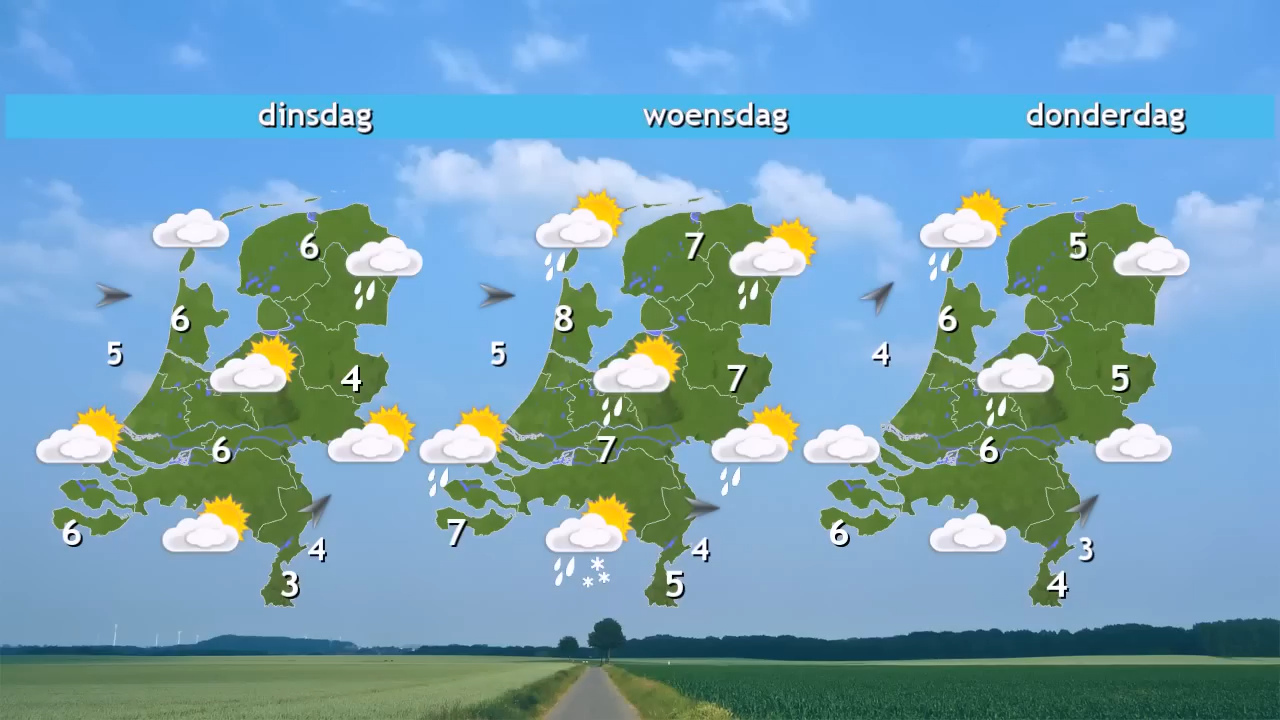 dinsdag woensdag donderdag
6 7 5
6 8 6
5 5 4
4 7 5
6 7 6
6 7 6
4 4 3
3 5 4